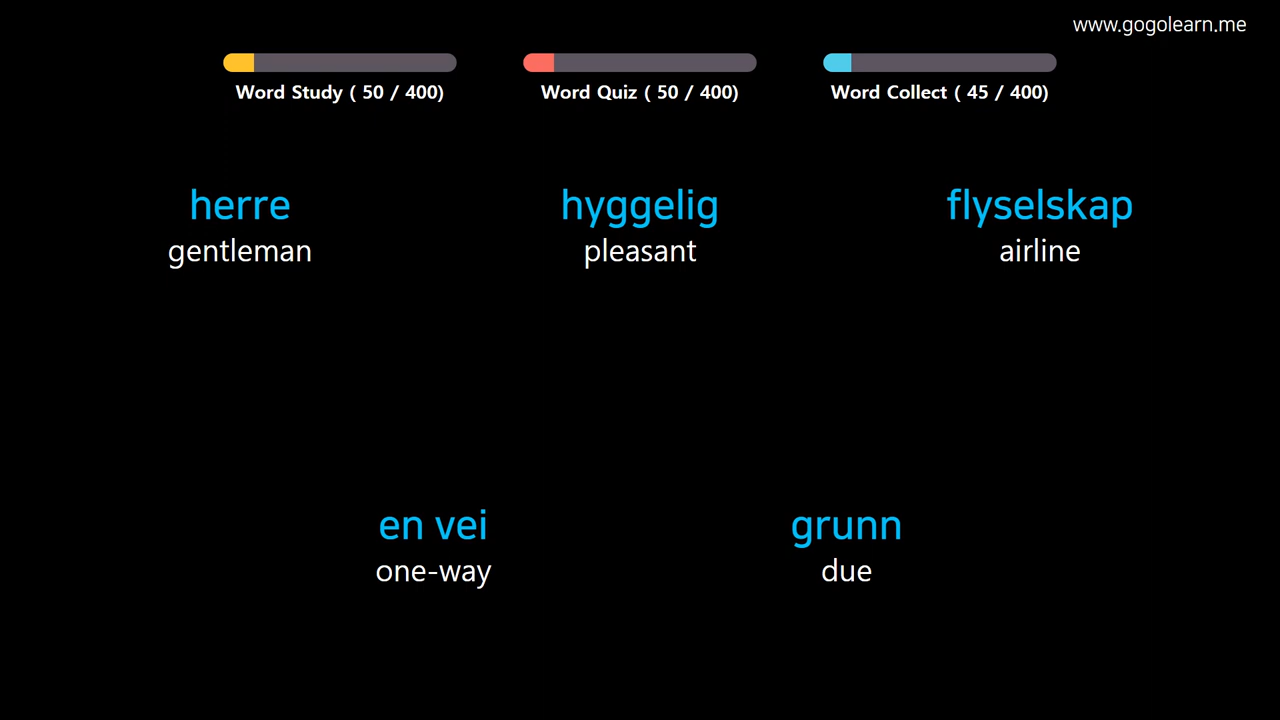 www.gogolearn.me
Word Study ( 50 / 400)
Word Quiz ( 50 / 400)
Word Collect ( 45 / 400)
herre
gentleman
hyggelig
pleasant
flyselskap
airline
en vei
one-way
grunn
due